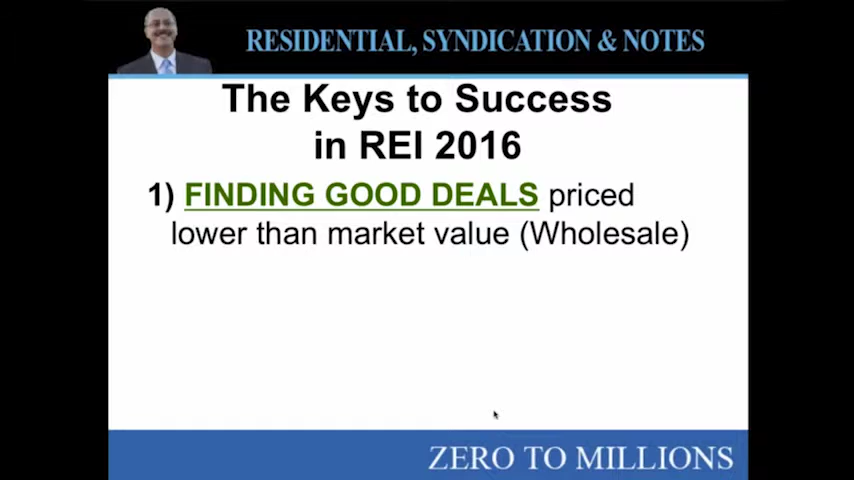 RESIDENTIAL, SYNDICATION & NOTES
The Keys to Success
in REI 2016
1) FINDING GOOD DEALS priced
lower than market value (Wholesale)
ZERO TO MILLIONS